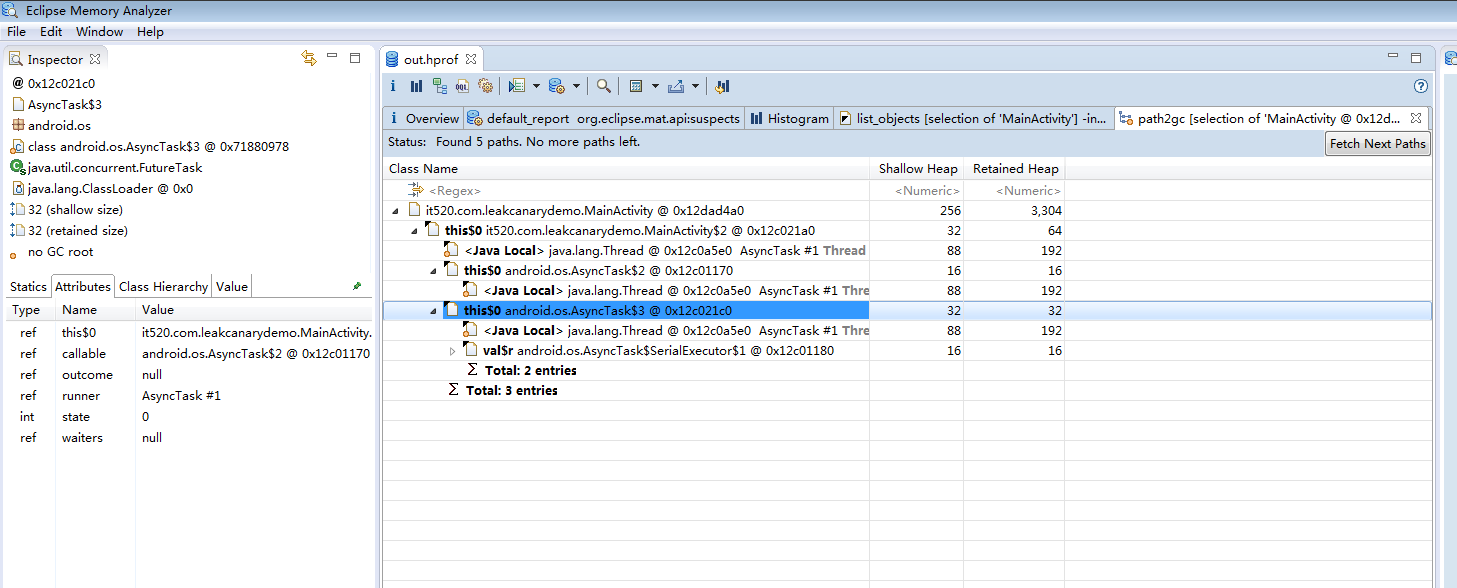 Eclipse Memory Analyzer
File Edit Window Help
Inspector
@ 0x12c021c0
AsyncTask$3
android.os
class android.os.AsyncTask$3 @ 0x71880978
java.util.concurrent.FutureTask
java.lang.ClassLoader @ 0x0
32 (shallow size)
32 (retained size)
no GC root
Statics Attributes Class Hierarchy Value
Type Name Value
ref this$0 it520.com.leakcanarydemo.MainActivity.
ref callable android.os.AsyncTask$2 @ 0x12c01170
ref outcome null
ref runner AsyncTask #1
int state 0
ref waiters null
out.hprof
i OQL
i Overview default_report org.eclipse.mat.api:suspects Histogram list_objects [selection of 'MainActivity'] -in... path2gc [selection of 'MainActivity @ 0x12d...
Status: Found 5 paths. No more paths left. Fetch Next Paths
Class Name Shallow Heap Retained Heap
<Regex> <Numeric> <Numeric>
it520.com.leakcanarydemo.MainActivity @ 0x12dad4a0 256 3,304
this$0 it520.com.leakcanarydemo.MainActivity$2 @ 0x12c021a0 32 64
<Java Local> java.lang.Thread @ 0x12c0a5e0 AsyncTask #1 Thread 88 192
this$0 android.os.AsyncTask$2 @ 0x12c01170 16 16
<Java Local> java.lang.Thread @ 0x12c0a5e0 AsyncTask #1 Thre 88 192
this$0 android.os.AsyncTask$3 @ 0x12c021c0 32 32
<Java Local> java.lang.Thread @ 0x12c0a5e0 AsyncTask #1 Thre 88 192
val$r android.os.AsyncTask$SerialExecutor$1 @ 0x12c01180 16 16
Σ Total: 2 entries
Σ Total: 3 entries